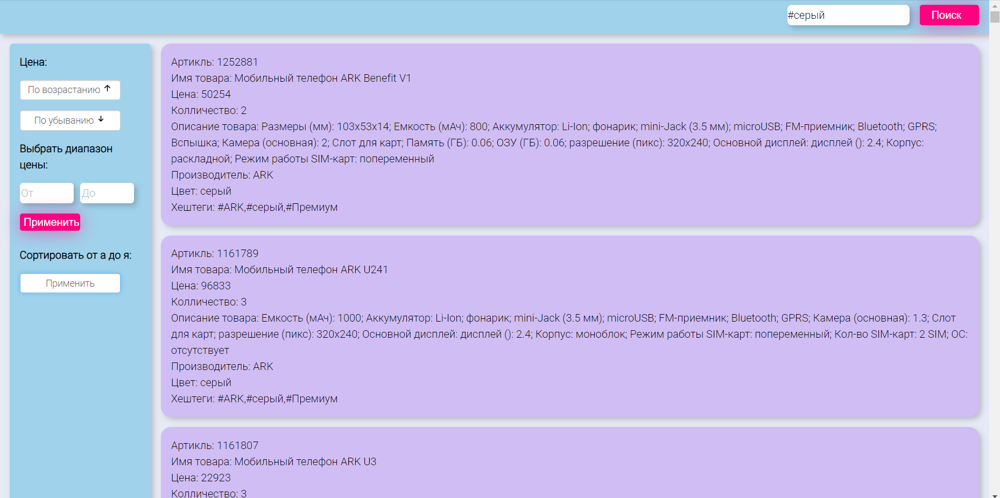 #серый
Поиск
Цена:
По возрастанию ↑
По убыванию ↓
Выбрать диапазон
цены:
От До
Применить
Сортировать от а до я:
Применить
Артикль: 1252881
Имя товара: Мобильный телефон ARK Benefit V1
Цена: 50254
Колличество: 2
Описание товара: Размеры (мм): 103x53x14; Емкость (мАч): 800; Аккумулятор: Li-Ion; фонарик; mini-Jack (3.5 мм); microUSB; FM-приемник; Bluetooth; GPRS;
Вспышка; Камера (основная): 2; Слот для карт; Память (ГБ): 0.06; ОЗУ (ГБ): 0.06; разрешение (пикс): 320x240; Основной дисплей: дисплей (): 2.4; Корпус:
раскладной; Режим работы SIM-карт: попеременный
Производитель: ARK
Цвет: серый
Хештеги: #ARK,#серый,#Премиум
Артикль: 1161789
Имя товара: Мобильный телефон ARK U241
Цена: 96833
Колличество: 3
Описание товара: Емкость (мАч): 1000; Аккумулятор: Li-Ion; фонарик; mini-Jack (3.5 мм); microUSB; FM-приемник; Bluetooth; GPRS; Камера (основная): 1.3; Слот
для карт; разрешение (пикс): 320x240; Основной дисплей: дисплей (): 2.4; Корпус: моноблок; Режим работы SIM-карт: попеременный; Кол-во SIM-карт: 2 SIM; ОС:
отсутствует
Производитель: ARK
Цвет: серый
Хештеги: #ARK,#серый,#Премиум
Артикль: 1161807
Имя товара: Мобильный телефон ARK U3
Цена: 22923
Колличество: 3